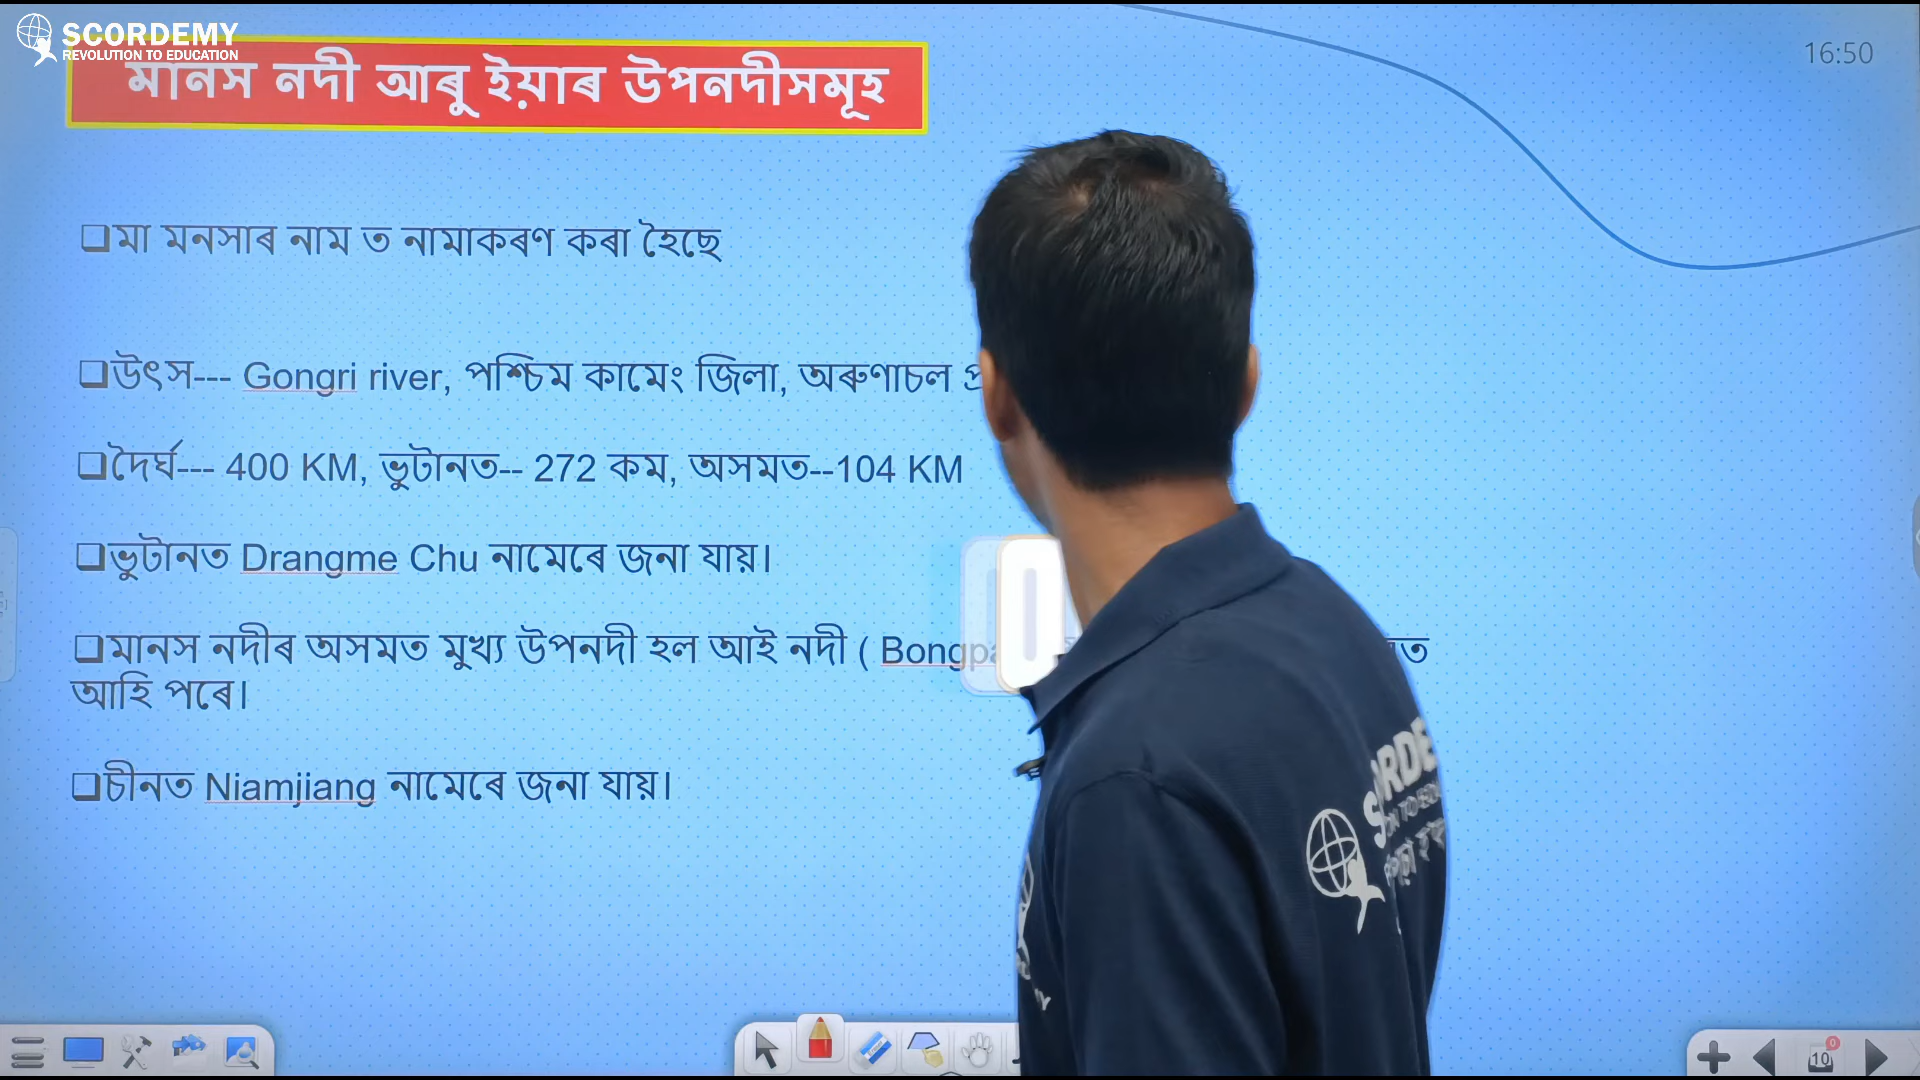 SCORDEMY
REVOLUTION TO EDUCATION
16:50
মানস নদী আৰু ইয়াৰ উপনদীসমূহ
❑মা মনসাৰ নাম ত নামাকৰণ কৰা হৈছে
❑উৎস--- Gongri river, পশ্চিম কামেং জিলা, অৰুণাচল
❑দৈৰ্ঘ--- 400 KM, ভুটানত-- 272 কম, অসমত--104 KM
❑ভুটানত Drangme Chu নামেৰে জনা যায়।
❑মানস নদীৰ অসমত মুখ্য উপনদী হল আই নদী (
আহি পৰে।
❑চীনত Niamjiang নামেৰে জনা যায়।
10
0